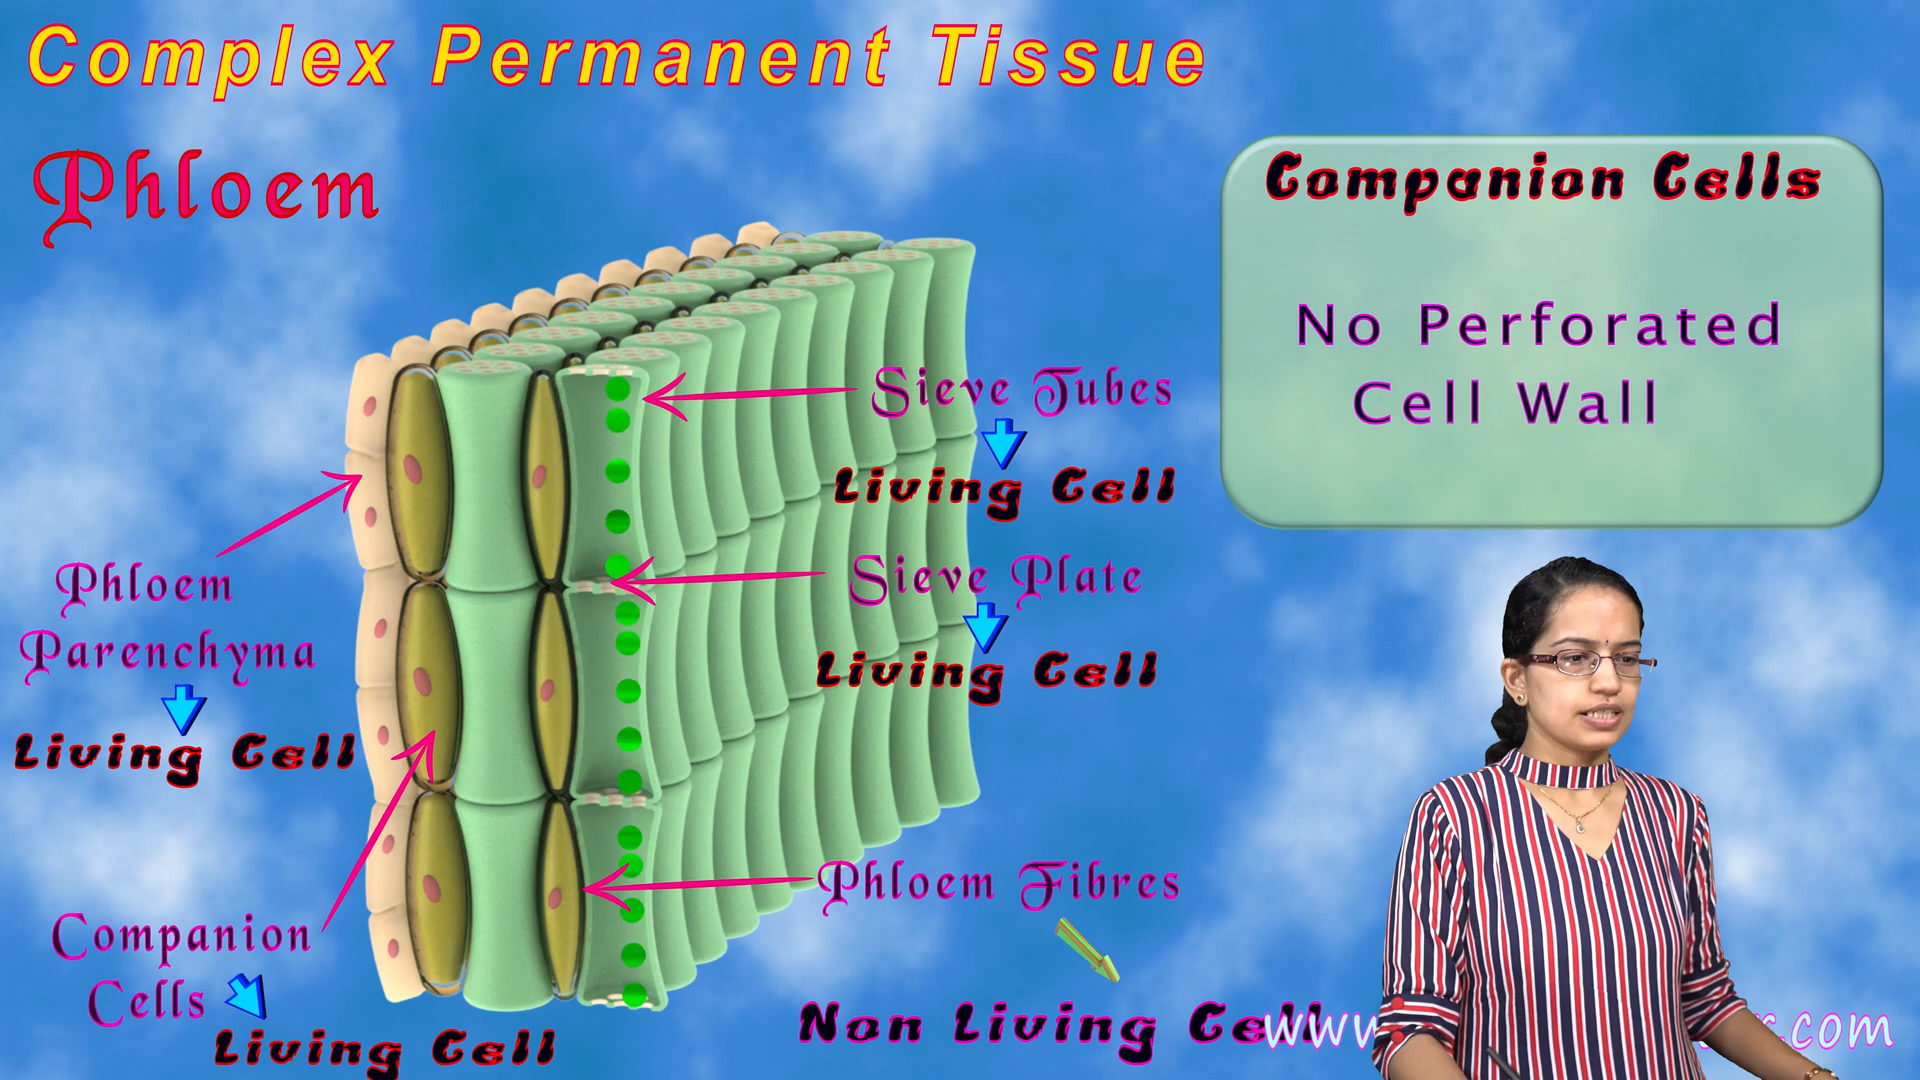 Complex Permanent Tissue
Phloem
Companion Cells
No Perforated
Cell Wall
Sieve Tubes
Living Cell
Sieve Plate
Living Cell
Phloem
Parenchyma
Living Cell
Phloem Fibres
Non Living Cell
Companion
Cells
Living Cell
www
.com